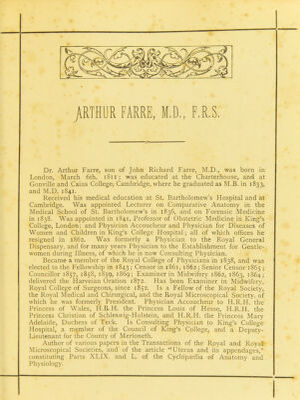 ARTHUR FARRE, M.D., F.R.S.
Dr. Arthur Farre, son of John Richard Farre, M.D., was born in
London, March 6th, 1811; was educated at the Charterhouse, and at
Gonville and Caius College, Cambridge, where he graduated as M.B. in 1833,
and M.D. 1841.
Received his medical education at St. Bartholomew's Hospital and at
Cambridge. Was appointed Lecturer on Comparative Anatomy in the
Medical School of St. Bartholomew's in 1836, and on Forensic Medicine
in 1838. Was appointed in 1841, Professor of Obstetric Medicine in King's
College, London; and Physician Accoucheur and Physician for Diseases of
Women and Children in King's College Hospital; all of which offices he
resigned in 1862. Was formerly a Physician to the Royal General
Dispensary, and for many years Physician to the Establishment for Gentle-
women during Illness, of which he is now Consulting Physician.
Became a member of the Royal College of Physicians in 1838, and was
elected to the Fellowship in 1843; Censor in 1861, 1862; Senior Censor 1865;
Councillor 1857, 1858, 1859, 1862; Examiner in Midwifery 1862, 1863, 1864;
delivered the Harveian Oration 1872. Has been Examiner in Midwifery,
Royal College of Surgeons, since 1852. Is a Fellow of the Royal Society,
the Royal Medical and Chirurgical, and the Royal Microscopical Society, of
which he was formerly President. Physician Accoucheur to H.R.H. the
Princess of Wales, H.R.H. the Princess Louis of Hesse, H.R.H. the
Princess Christian of Schleswig-Holstein, and H.R.H. the Princess Mary
Adelaide, Duchess of Teck. Is Consulting Physician to King's College
Hospital, a member of the Council of King's College, and a Deputy-
Lieutenant for the County of Merioneth.
Author of various papers in the Transactions of the Royal and Royal
Microscopical Societies, and of the article "Uterus and its appendages,"
constituting Parts XLIX. and L. of the Cyclopædia of Anatomy and
Physiology.